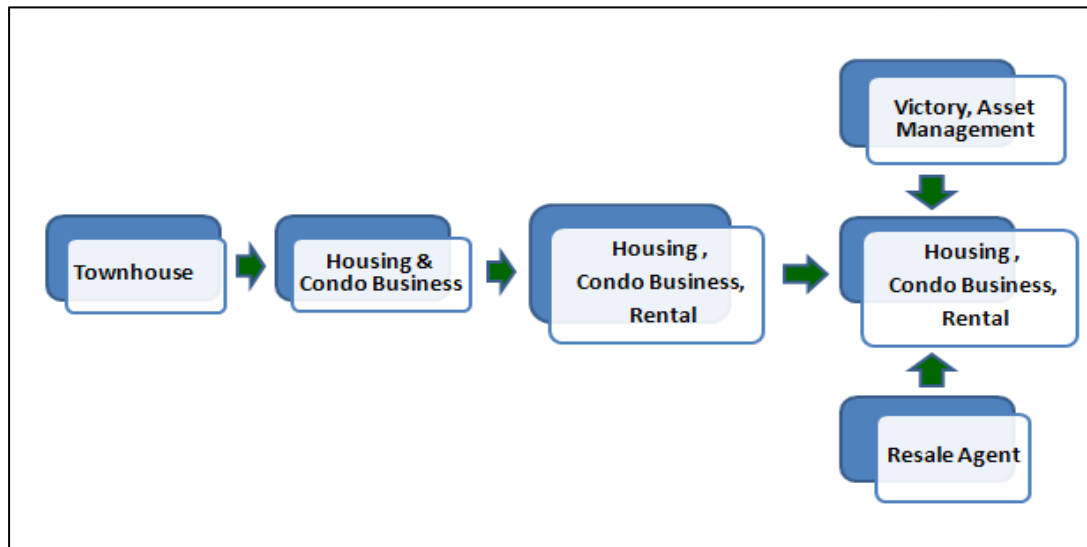 Victory, Asset
Management
Townhouse
Housing &
Condo Business
Housing ,
Condo Business,
Rental
Housing ,
Condo Business,
Rental
Resale Agent